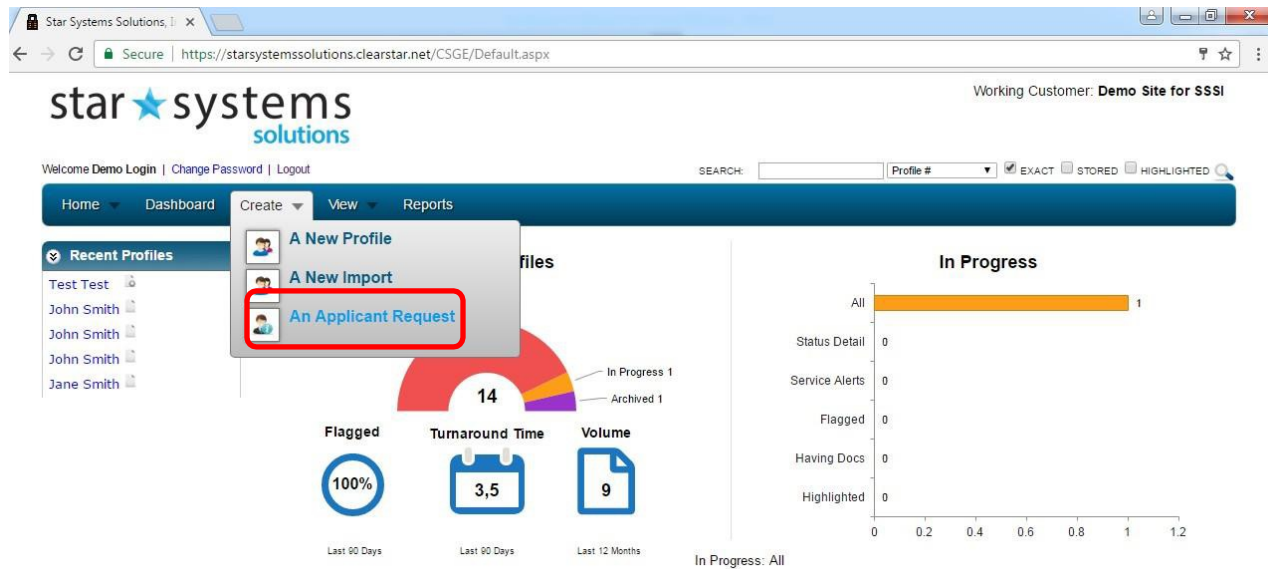 Star Systems Solutions, I
Secure | https://starsystemssolutions.clearstar.net/CSGE/Default.aspx
star systems
solutions
Working Customer: Demo Site for SSSI
Welcome Demo Login | Change Password | Logout
SEARCH: Profile # EXACT STORED HIGHLIGHTED
Home Dashboard Create View Reports
A New Profile
A New Import
An Applicant Request
Recent Profiles
Test Test
John Smith
John Smith
John Smith
Jane Smith
files
In Progress 1
14
Archived 1
Flagged Turnaround Time Volume
100% 3,5 9
Last 90 Days Last 90 Days Last 12 Months
In Progress
All 1
Status Detail 0
Service Alerts 0
Flagged 0
Having Docs 0
Highlighted 0
0 0.2 0.4 0.6 0.8 1 1.2
In Progress: All